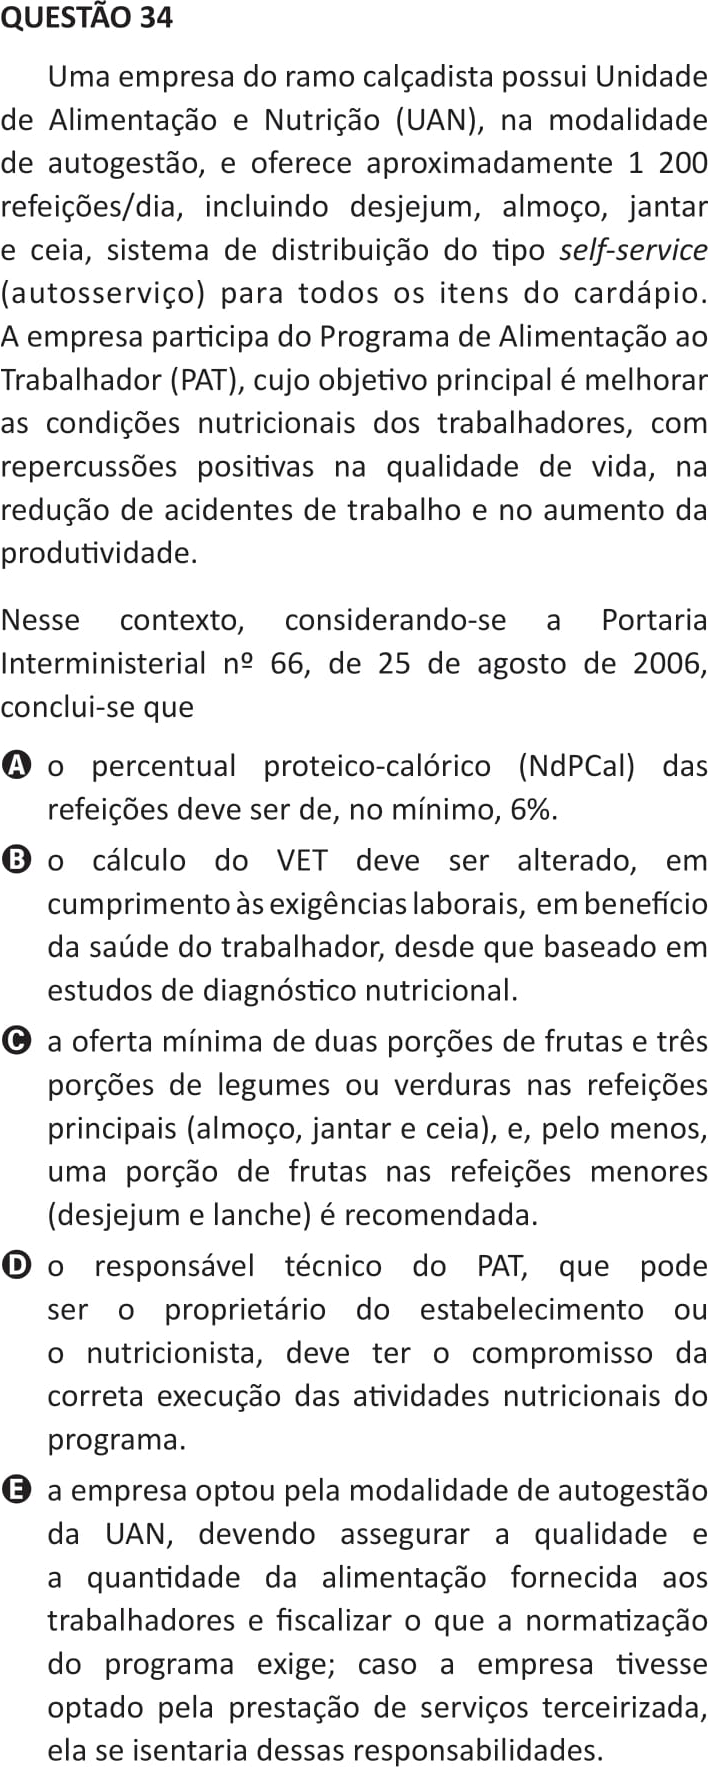 QUESTÃO 34
Uma empresa do ramo calçadista possui Unidade
de Alimentação e Nutrição (UAN), na modalidade
de autogestão, e oferece aproximadamente 1 200
refeições/dia, incluindo desjejum, almoço, jantar
e ceia, sistema de distribuição do tipo self-service
(autosserviço) para todos os itens do cardápio.
A empresa participa do Programa de Alimentação ao
Trabalhador (PAT), cujo objetivo principal é melhorar
as condições nutricionais dos trabalhadores, com
repercussões positivas na qualidade de vida, na
redução de acidentes de trabalho e no aumento da
produtividade.
Nesse contexto, considerando-se a Portaria
Interministerial nº 66, de 25 de agosto de 2006,
conclui-se que
A o percentual proteico-calórico (NdPCal) das
refeições deve ser de, no mínimo, 6%.
B o cálculo do VET deve ser alterado, em
cumprimento às exigências laborais, em benefício
da saúde do trabalhador, desde que baseado em
estudos de diagnóstico nutricional.
C a oferta mínima de duas porções de frutas e três
porções de legumes ou verduras nas refeições
principais (almoço, jantar e ceia), e, pelo menos,
uma porção de frutas nas refeições menores
(desjejum e lanche) é recomendada.
D o responsável técnico do PAT, que pode
ser o proprietário do estabelecimento ou
o nutricionista, deve ter o compromisso da
correta execução das atividades nutricionais do
programa.
E a empresa optou pela modalidade de autogestão
da UAN, devendo assegurar a qualidade e
a quantidade da alimentação fornecida aos
trabalhadores e fiscalizar o que a normatização
do programa exige; caso a empresa tivesse
optado pela prestação de serviços terceirizada,
ela se isentaria dessas responsabilidades.